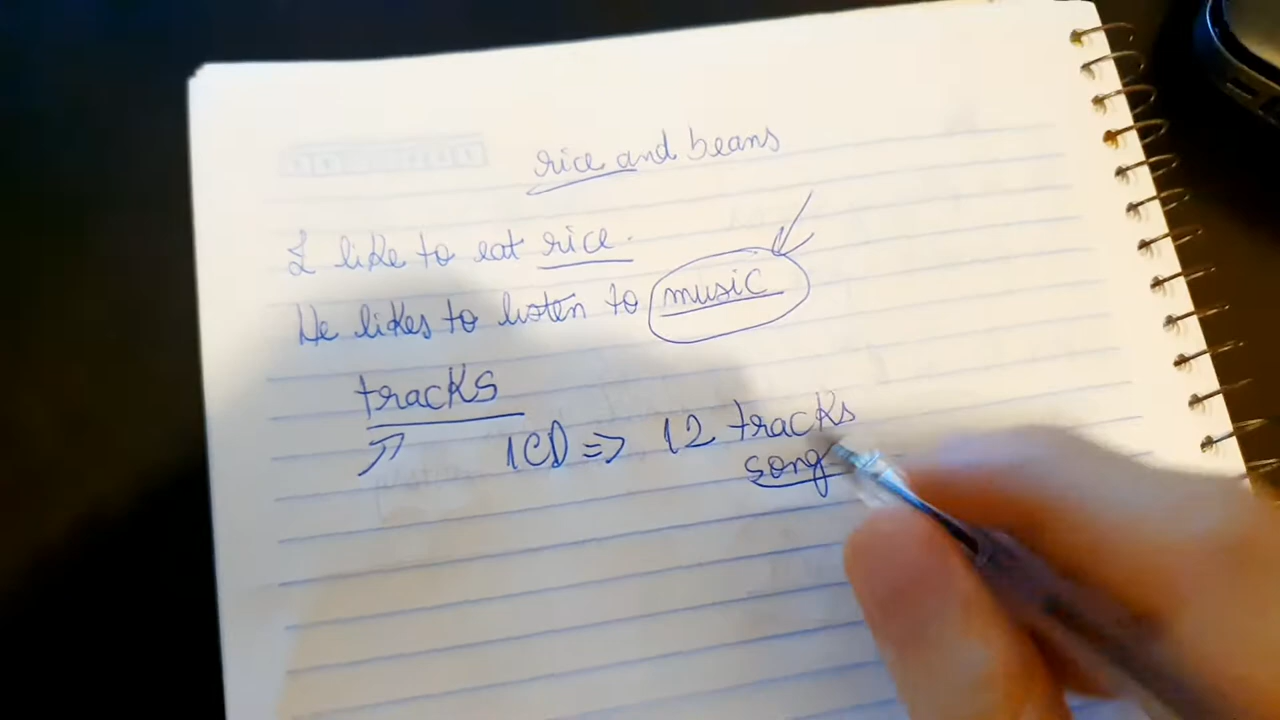 rice and beans
I like to eat rice.
He likes to listen to music
tracks
1CD => 12 tracks
song